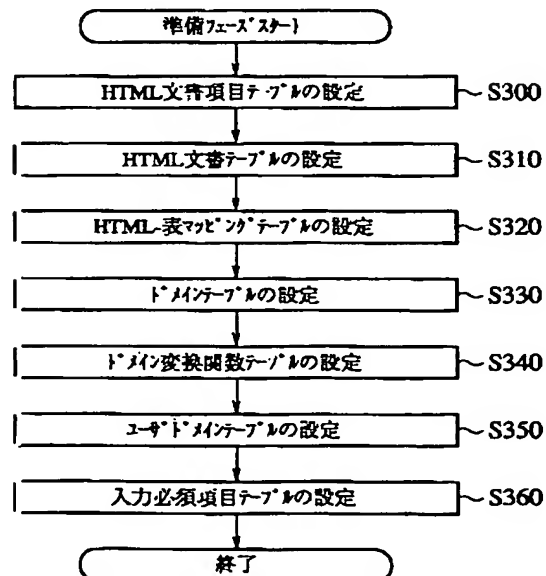 準備フェーズスタート
HTML文書項目テーブルの設定 S300
HTML文書テーブルの設定 S310
HTML-表マッピングテーブルの設定 S320
ドメインテーブルの設定 S330
ドメイン変換関数テーブルの設定 S340
ユーザドメインテーブルの設定 S350
入力必須項目テーブルの設定 S360
終了